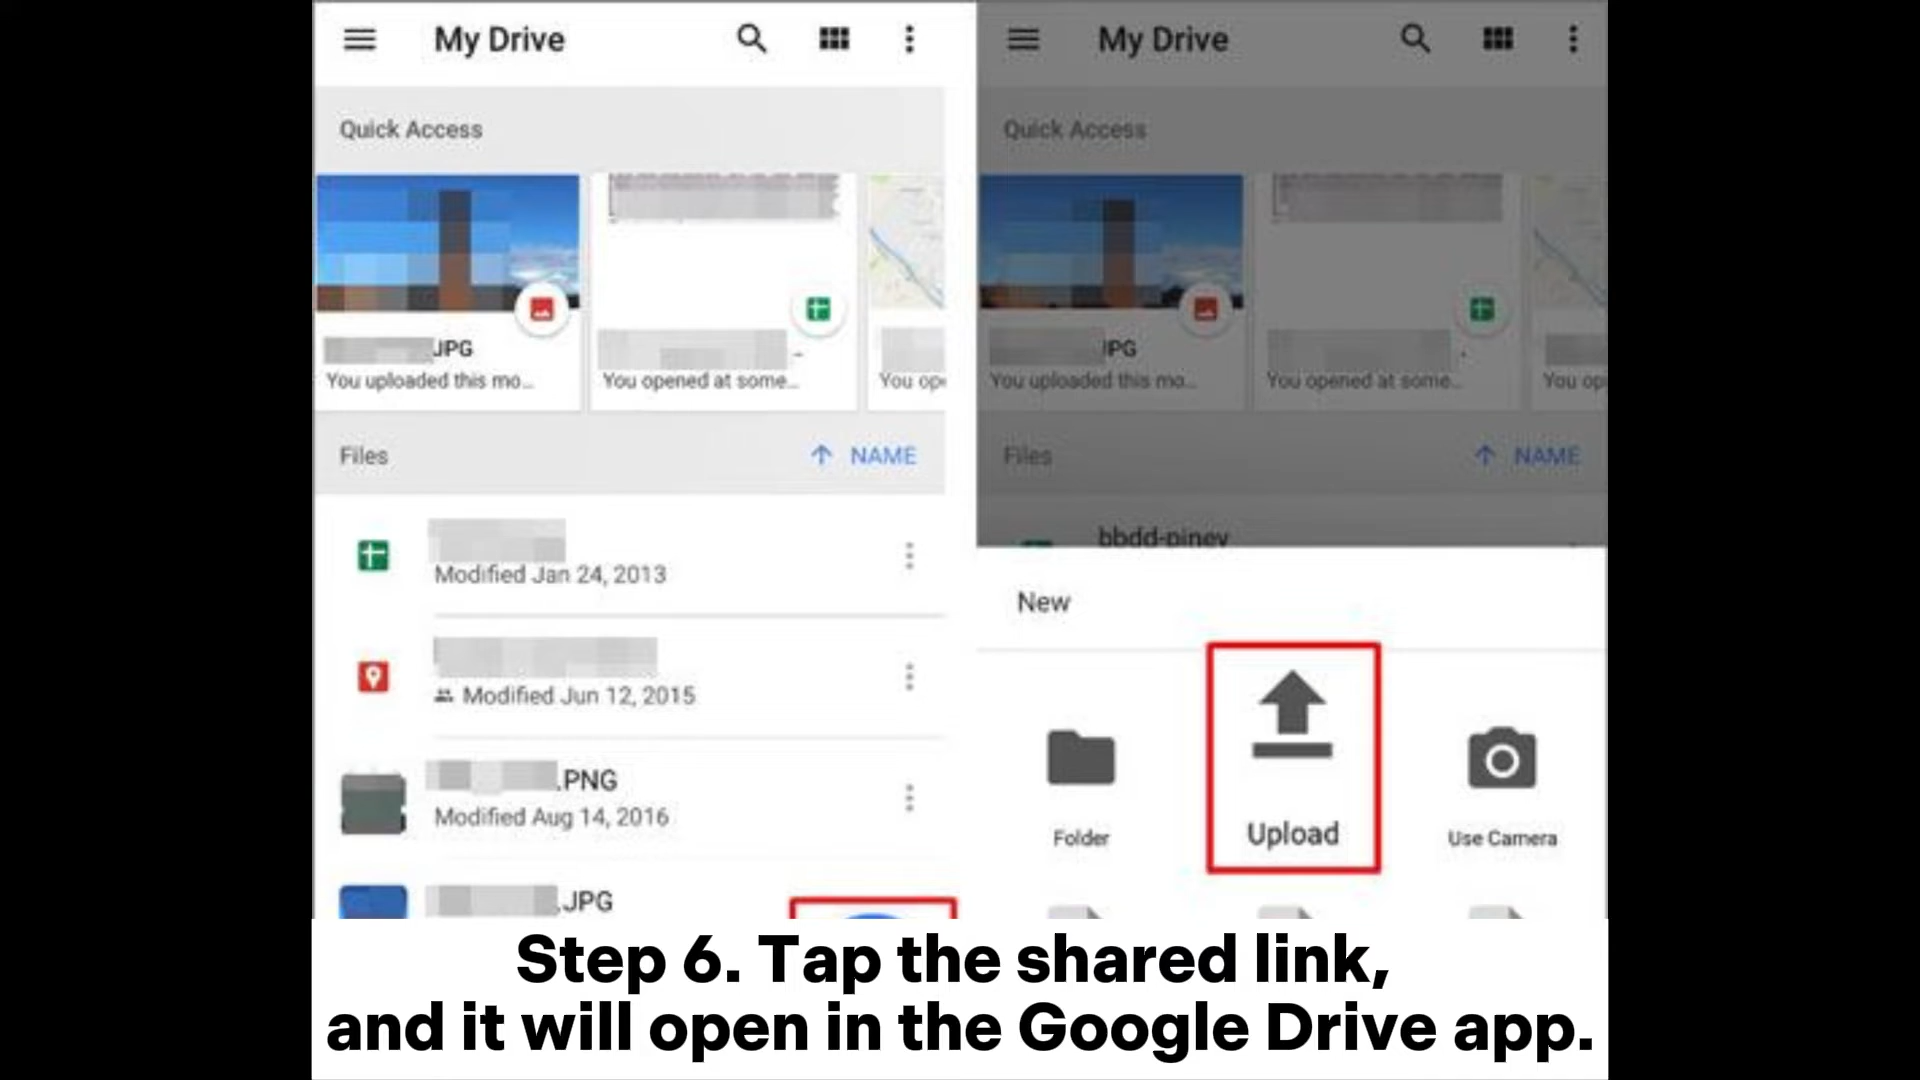 My Drive
Quick Access
JPG
You uploaded this mo...
You opened at some...
You ope
Files
NAME
Modified Jan 24, 2013
Modified Jun 12, 2015
.PNG
Modified Aug 14, 2016
.JPG
My Drive
Quick Access
JPG
You uploaded this mo...
You opened at some...
You op
Files
NAME
bbdd-piney
New
Folder
Upload
Use Camera
Step 6. Tap the shared link,
and it will open in the Google Drive app.